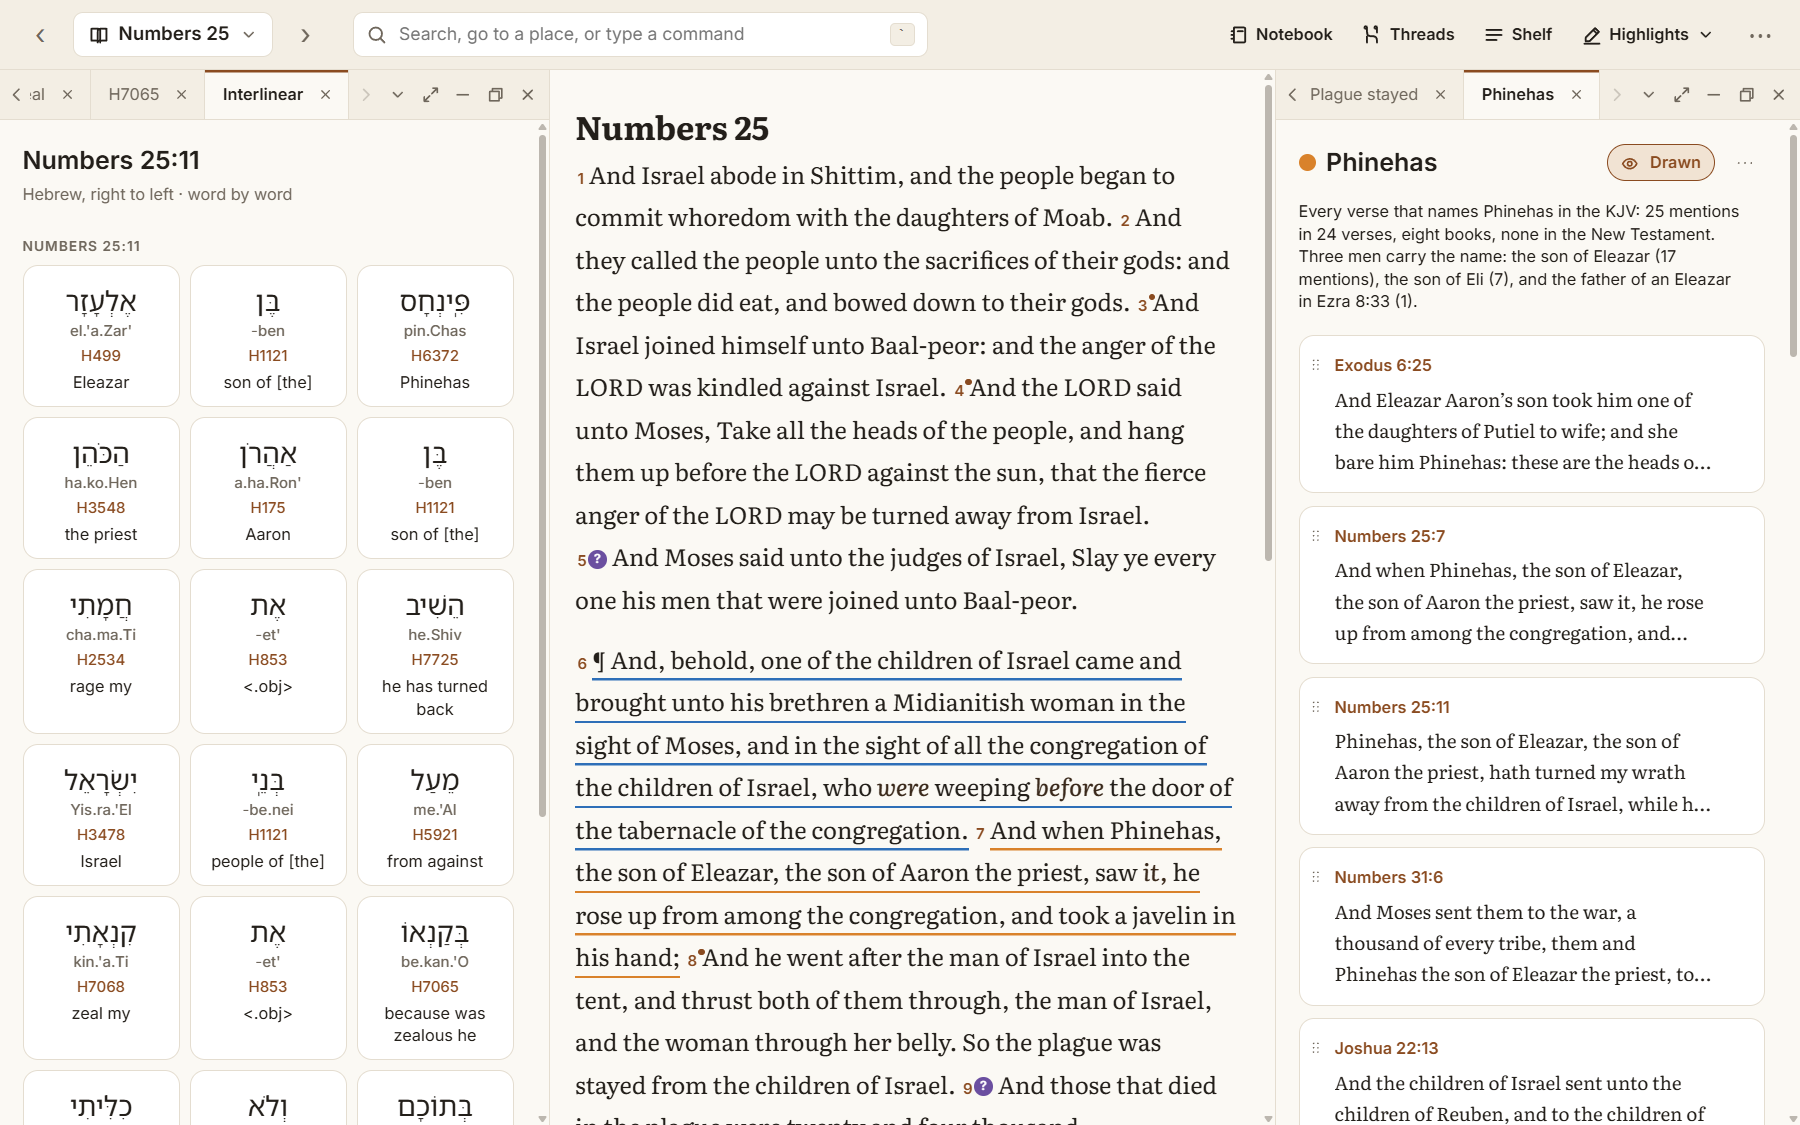 Numbers 25
Search, go to a place, or type a command
`
Notebook
Threads
Shelf
Highlights
eal
H7065
Interlinear
Numbers 25:11
Hebrew, right to left · word by word
NUMBERS 25:11
אֶלְעָזָר
el.'a.Zar'
H499
Eleazar
בֶּן
-ben
H1121
son of [the]
פִּֽינְחָס
pin.Chas
H6372
Phinehas
הַכֹּהֵן
ha.ko.Hen
H3548
the priest
אַהֲרֹן
a.ha.Ron'
H175
Aaron
בֶּן
-ben
H1121
son of [the]
חֲמָתִי
cha.ma.Ti
H2534
rage my
אֶת
-et'
H853
<.obj>
הֵשִׁיב
he.Shiv
H7725
he has turned
back
יִשְׂרָאֵל
Yis.ra.'El
H3478
Israel
בְּנֵֽי
-be.nei
H1121
people of [the]
מֵעַל
me.'Al
H5921
from against
קִנְאָתִי
kin.'a.Ti
H7068
zeal my
אֶת
-et'
H853
<.obj>
בְּקַנְאוֹ
be.kan.'O
H7065
because was
zealous he
כִלִּיתִי
וְלֹא
בְּתוֹכָם
Numbers 25
1 And Israel abode in Shittim, and the people began to
commit whoredom with the daughters of Moab. 2 And
they called the people unto the sacrifices of their gods: and
the people did eat, and bowed down to their gods. 3 And
Israel joined himself unto Baal-peor: and the anger of the
LORD was kindled against Israel. 4 And the LORD said
unto Moses, Take all the heads of the people, and hang
them up before the LORD against the sun, that the fierce
anger of the LORD may be turned away from Israel.
5 ? And Moses said unto the judges of Israel, Slay ye every
one his men that were joined unto Baal-peor.
6 ¶ And, behold, one of the children of Israel came and
brought unto his brethren a Midianitish woman in the
sight of Moses, and in the sight of all the congregation of
the children of Israel, who were weeping before the door of
the tabernacle of the congregation. 7 And when Phinehas,
the son of Eleazar, the son of Aaron the priest, saw it, he
rose up from among the congregation, and took a javelin in
his hand; 8 And he went after the man of Israel into the
tent, and thrust both of them through, the man of Israel,
and the woman through her belly. So the plague was
stayed from the children of Israel. 9 ? And those that died
in the plague were twenty and four thousand.
Plague stayed
Phinehas
Phinehas
Drawn
Every verse that names Phinehas in the KJV: 25 mentions
in 24 verses, eight books, none in the New Testament.
Three men carry the name: the son of Eleazar (17
mentions), the son of Eli (7), and the father of an Eleazar
in Ezra 8:33 (1).
Exodus 6:25
And Eleazar Aaron’s son took him one of
the daughters of Putiel to wife; and she
bare him Phinehas: these are the heads o...
Numbers 25:7
And when Phinehas, the son of Eleazar,
the son of Aaron the priest, saw it, he rose
up from among the congregation, and...
Numbers 25:11
Phinehas, the son of Eleazar, the son of
Aaron the priest, hath turned my wrath
away from the children of Israel, while h...
Numbers 31:6
And Moses sent them to the war, a
thousand of every tribe, them and
Phinehas the son of Eleazar the priest, to...
Joshua 22:13
And the children of Israel sent unto the
children of Reuben, and to the children of